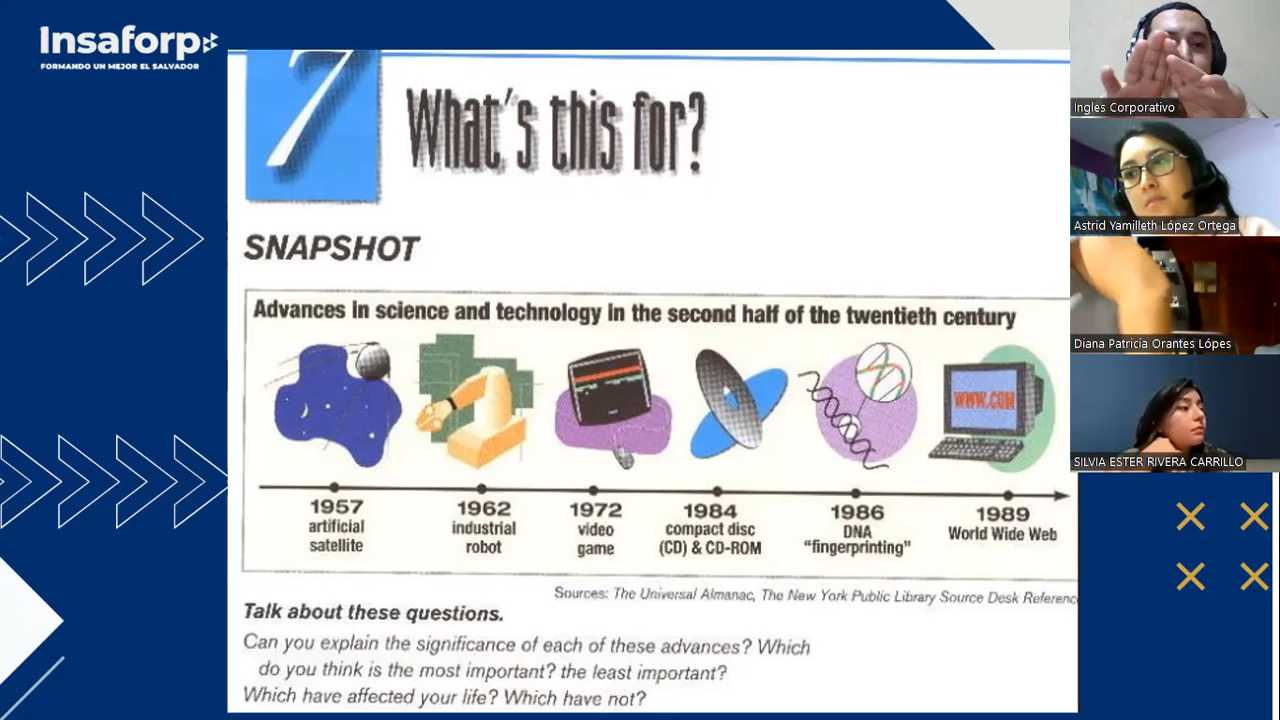 Insaforp
FORMANDO UN MEJOR EL SALVADOR
7
What's this for?
SNAPSHOT
Advances in science and technology in the second half of the twentieth century
WWW.COM
1957
artificial
satellite
1962
industrial
robot
1972
video
game
1984
compact disc
(CD) & CD-ROM
1986
DNA
"fingerprinting"
1989
World Wide Web
Sources: The Universal Almanac, The New York Public Library Source Desk Referenc
Talk about these questions.
Can you explain the significance of each of these advances? Which
do you think is the most important? the least important?
Which have affected your life? Which have not?
Ingles Corporativo
Astrid Yamilleth López Ortega
Diana Patricia Orantes Lópes
SILVIA ESTER RIVERA CARRILLO